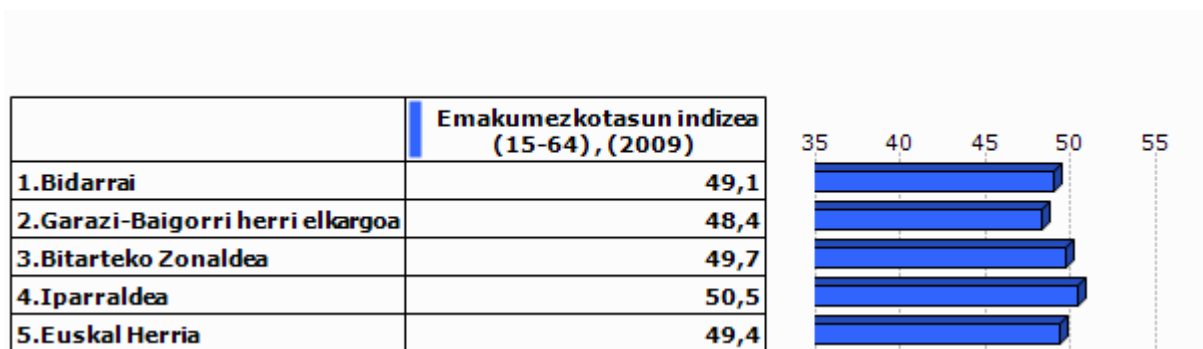 Emakumezkotasun indizea
(15-64), (2009)
35 40 45 50 55
1.Bidarrai 49,1
2.Garazi-Baigorri herri elkargoa 48,4
3.Bitarteko Zonaldea 49,7
4.Iparraldea 50,5
5.Euskal Herria 49,4